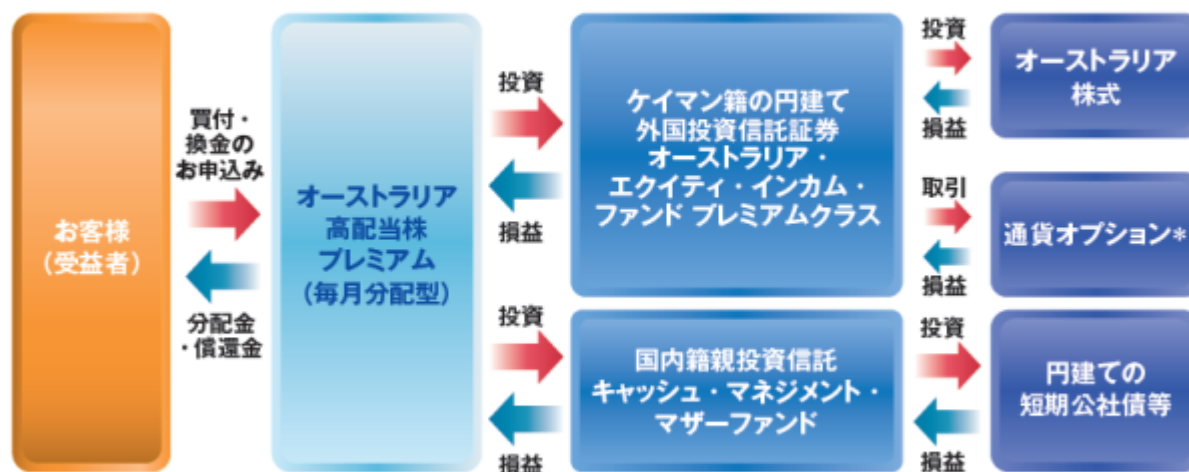 お客様
（受益者）
買付・
換金の
お申込み
分配金
・償還金
オーストラリア
高配当株
プレミアム
（毎月分配型）
投資
損益
ケイマン籍の円建て
外国投資信託証券
オーストラリア・
エクイティ・インカム・
ファンド プレミアムクラス
投資
損益
オーストラリア
株式
取引
損益
通貨オプション＊
投資
損益
国内籍親投資信託
キャッシュ・マネジメント・
マザーファンド
投資
損益
円建ての
短期公社債等